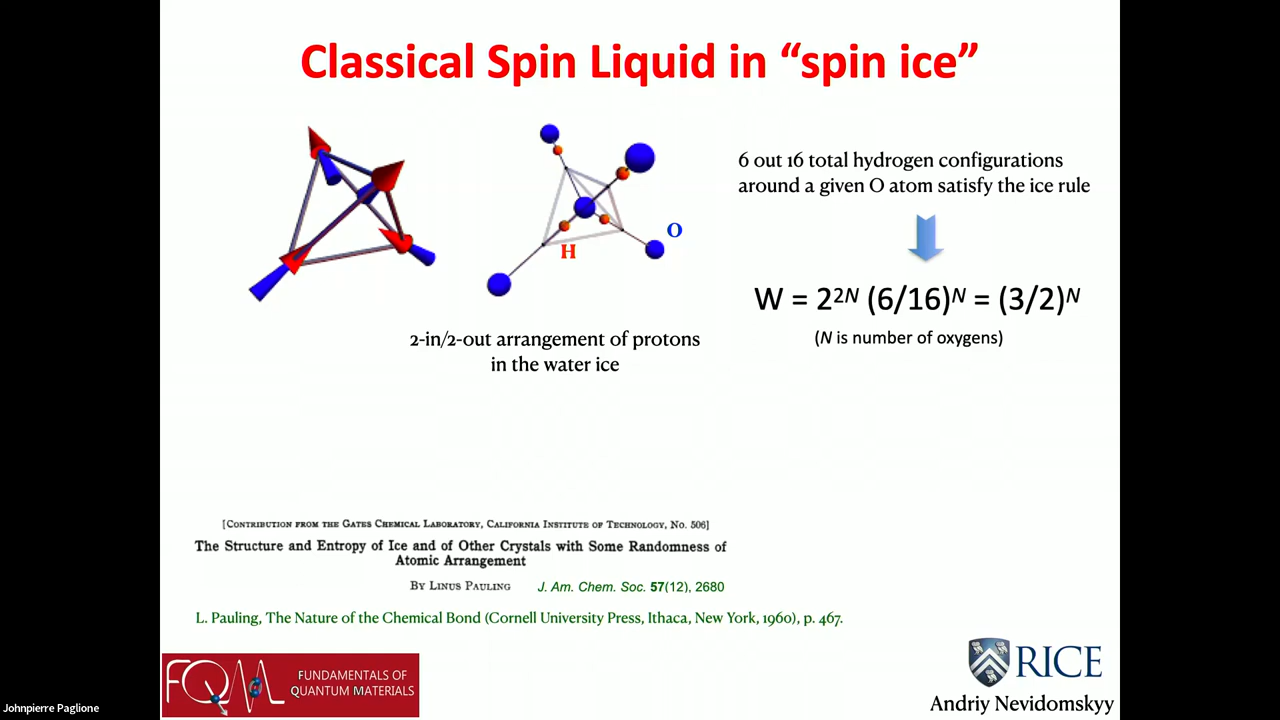 Classical Spin Liquid in “spin ice”
6 out 16 total hydrogen configurations
around a given O atom satisfy the ice rule
O
H
W = 2²ᴺ (6/16)ᴺ = (3/2)ᴺ
(N is number of oxygens)
2-in/2-out arrangement of protons
in the water ice
[Contribution from the Gates Chemical Laboratory, California Institute of Technology, No. 506]
The Structure and Entropy of Ice and of Other Crystals with Some Randomness of
Atomic Arrangement
By Linus Pauling J. Am. Chem. Soc. 57(12), 2680
L. Pauling, The Nature of the Chemical Bond (Cornell University Press, Ithaca, New York, 1960), p. 467.
FQM
FUNDAMENTALS OF
QUANTUM MATERIALS
RICE
Andriy Nevidomskyy
Johnpierre Paglione